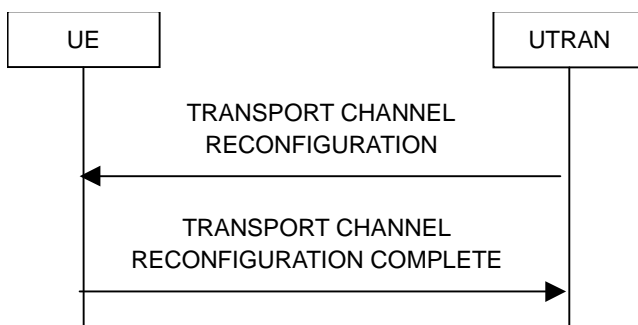 UE
UTRAN
TRANSPORT CHANNEL
RECONFIGURATION
TRANSPORT CHANNEL
RECONFIGURATION COMPLETE